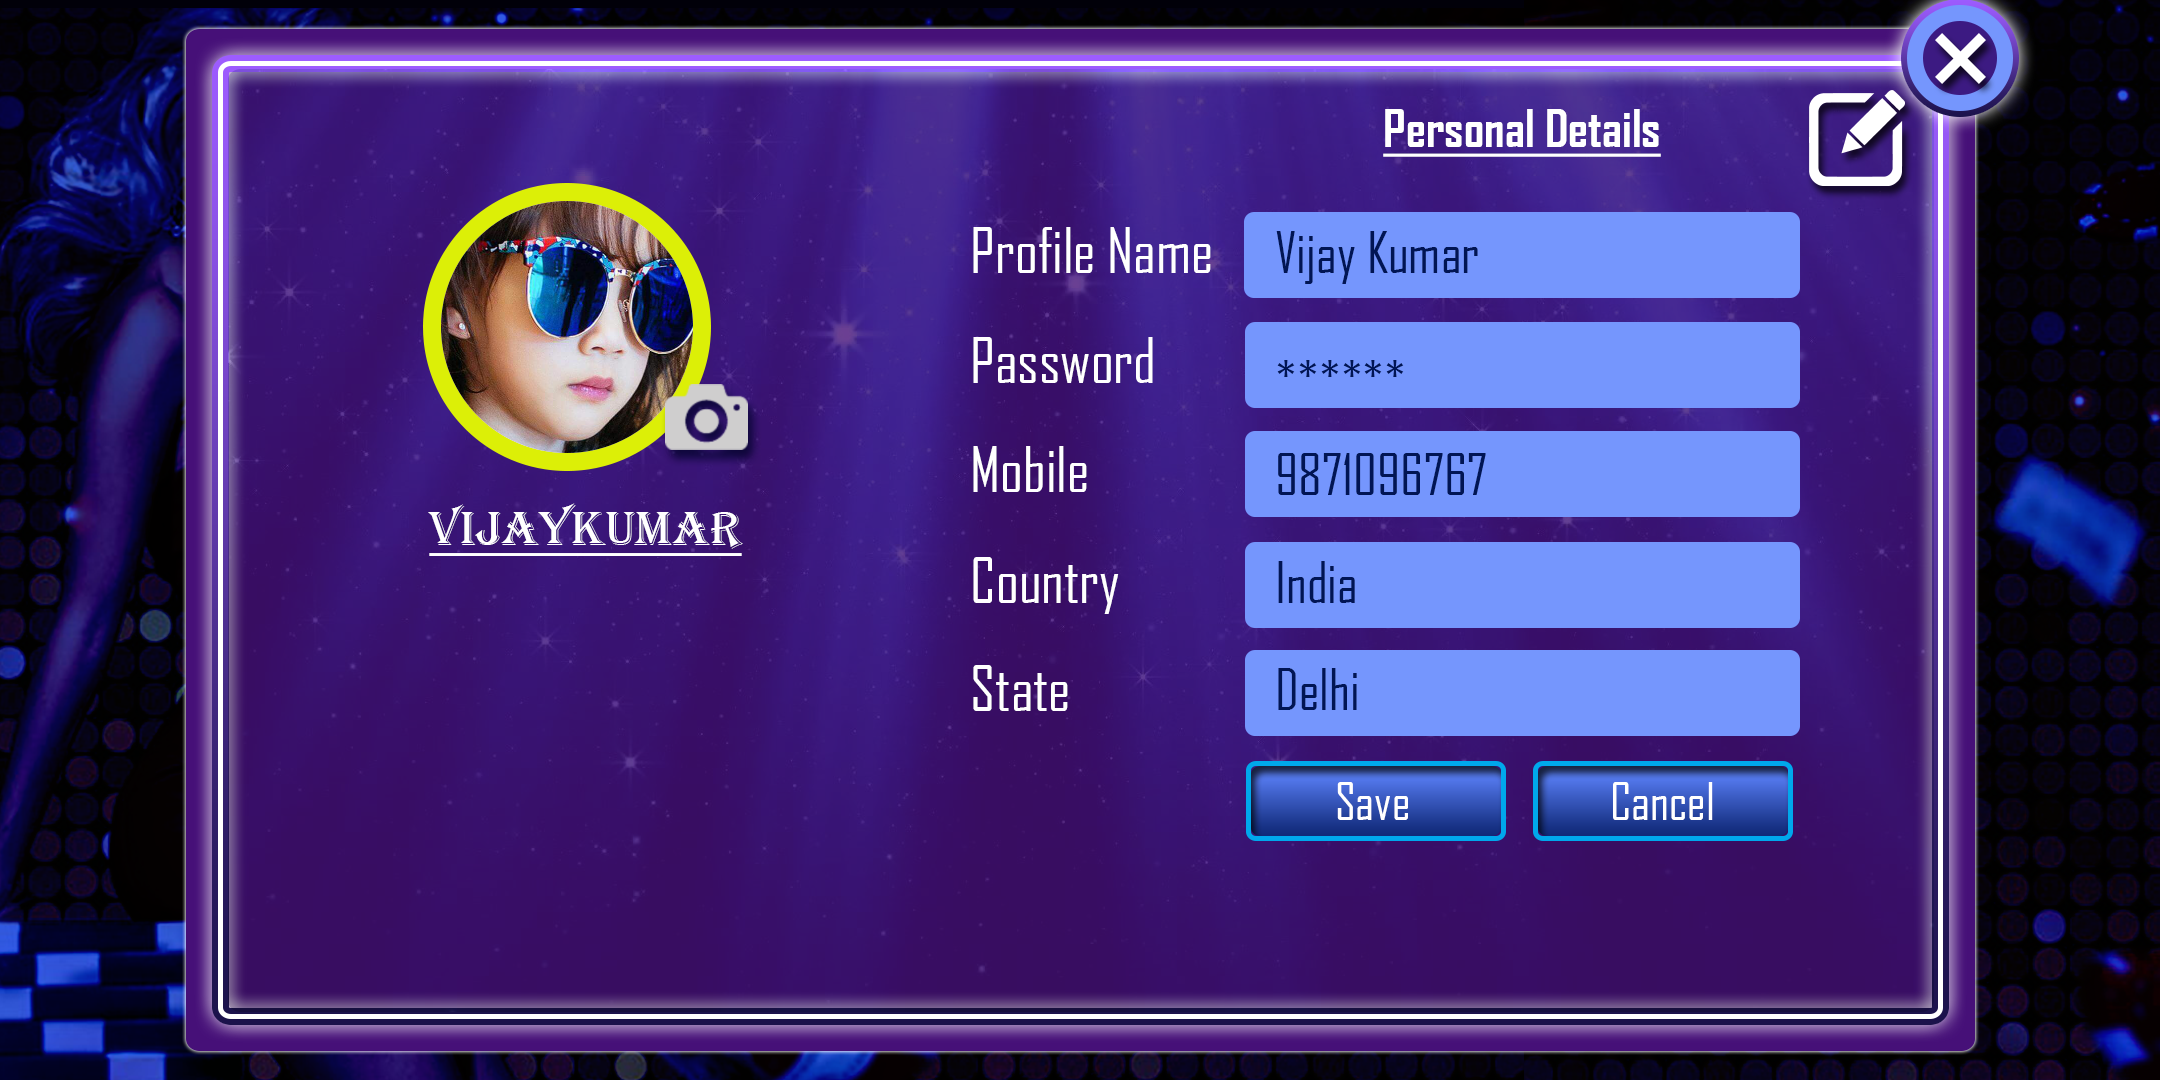 Personal Details
Profile Name Vijay Kumar
Password ******
Mobile 9871096767
VIJAYKUMAR
Country India
State Delhi
Save Cancel